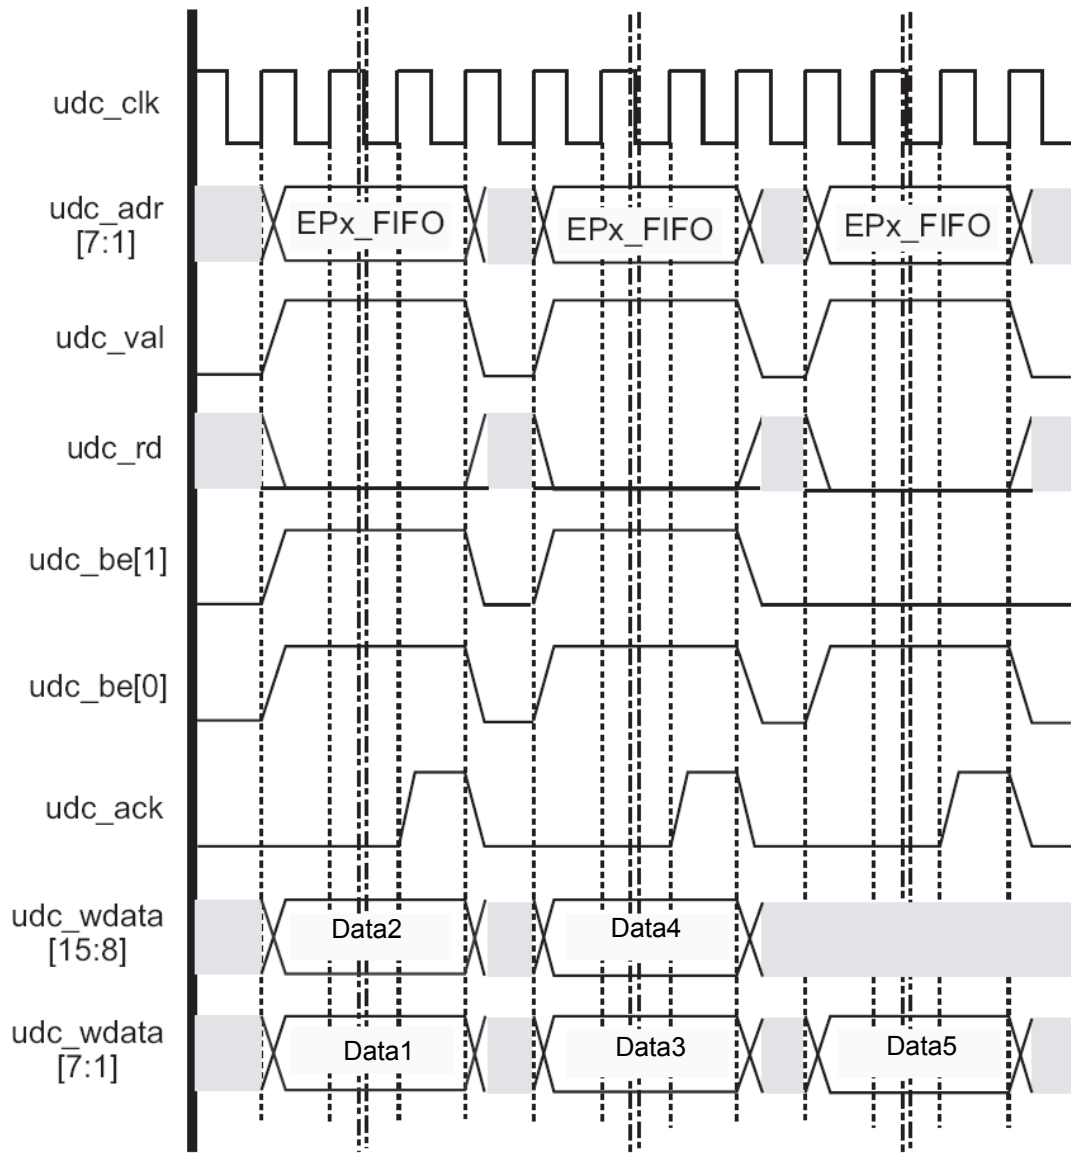 udc_clk
udc_adr
[7:1]
EPx_FIFO
EPx_FIFO
EPx_FIFO
udc_val
udc_rd
udc_be[1]
udc_be[0]
udc_ack
udc_wdata
[15:8]
Data2
Data4
udc_wdata
[7:1]
Data1
Data3
Data5